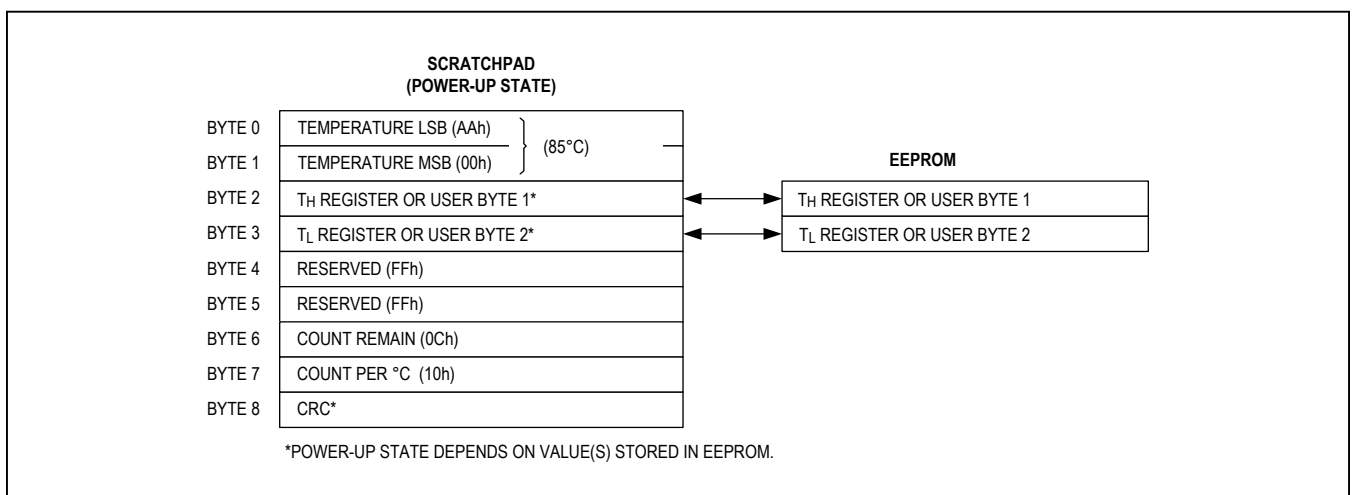 SCRATCHPAD
(POWER-UP STATE)
BYTE 0 TEMPERATURE LSB (AAh)
(85°C)
BYTE 1 TEMPERATURE MSB (00h)
EEPROM
BYTE 2 TH REGISTER OR USER BYTE 1* TH REGISTER OR USER BYTE 1
BYTE 3 TL REGISTER OR USER BYTE 2* TL REGISTER OR USER BYTE 2
BYTE 4 RESERVED (FFh)
BYTE 5 RESERVED (FFh)
BYTE 6 COUNT REMAIN (0Ch)
BYTE 7 COUNT PER °C (10h)
BYTE 8 CRC*
*POWER-UP STATE DEPENDS ON VALUE(S) STORED IN EEPROM.